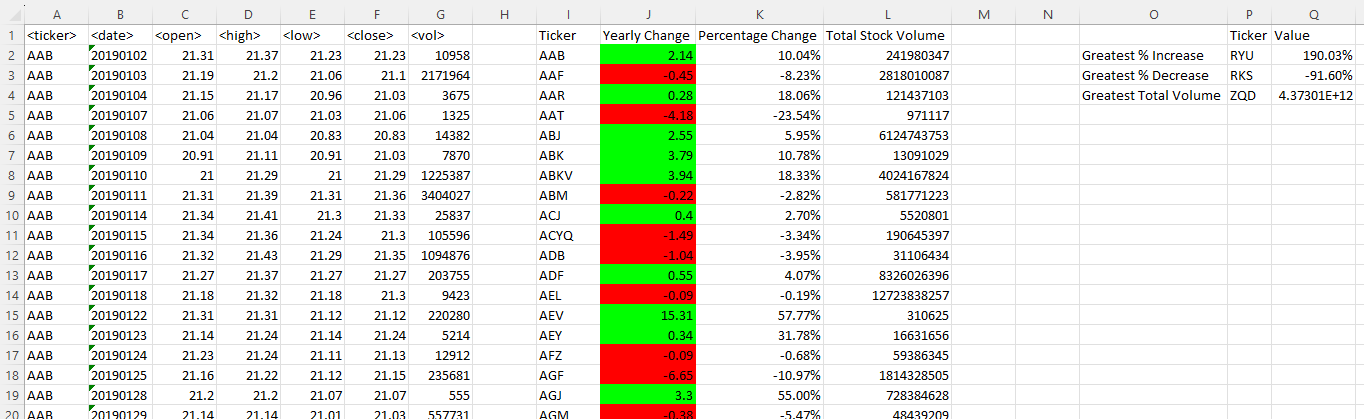 A B C D E F G H I J K L M N O P Q
1 <ticker> <date> <open> <high> <low> <close> <vol> Ticker Yearly Change Percentage Change Total Stock Volume Ticker Value
2 AAB 20190102 21.31 21.37 21.23 21.23 10958 AAB 2.14 10.04% 241980347 Greatest % Increase RYU 190.03%
3 AAB 20190103 21.19 21.2 21.06 21.1 2171964 AAF -0.45 -8.23% 2818010087 Greatest % Decrease RKS -91.60%
4 AAB 20190104 21.15 21.17 20.96 21.03 3675 AAR 0.28 18.06% 121437103 Greatest Total Volume ZQD 4.37301E+12
5 AAB 20190107 21.06 21.07 21.03 21.06 1325 AAT -4.18 -23.54% 971117
6 AAB 20190108 21.04 21.04 20.83 20.83 14382 ABJ 2.55 5.95% 6124743753
7 AAB 20190109 20.91 21.11 20.91 21.03 7870 ABK 3.79 10.78% 13091029
8 AAB 20190110 21 21.29 21 21.29 1225387 ABKV 3.94 18.33% 4024167824
9 AAB 20190111 21.31 21.39 21.31 21.36 3404027 ABM -0.22 -2.82% 581771223
10 AAB 20190114 21.34 21.41 21.3 21.33 25837 ACJ 0.4 2.70% 5520801
11 AAB 20190115 21.34 21.36 21.24 21.3 105596 ACYQ -1.49 -3.34% 190645397
12 AAB 20190116 21.32 21.43 21.29 21.35 1094876 ADB -1.04 -3.95% 31106434
13 AAB 20190117 21.27 21.37 21.27 21.27 203755 ADF 0.55 4.07% 8326026396
14 AAB 20190118 21.18 21.32 21.18 21.3 9423 AEL -0.09 -0.19% 12723838257
15 AAB 20190122 21.31 21.31 21.12 21.12 220280 AEV 15.31 57.77% 310625
16 AAB 20190123 21.14 21.24 21.14 21.24 5214 AEY 0.34 31.78% 16631656
17 AAB 20190124 21.23 21.24 21.11 21.13 12912 AFZ -0.09 -0.68% 59386345
18 AAB 20190125 21.16 21.22 21.12 21.15 235681 AGF -6.65 -10.97% 1814328505
19 AAB 20190128 21.2 21.2 21.07 21.07 555 AGJ 3.3 55.00% 728384628
20 AAB 20190129 21.14 21.14 21.01 21.03 557731 AGM -0.38 -5.47% 48439209